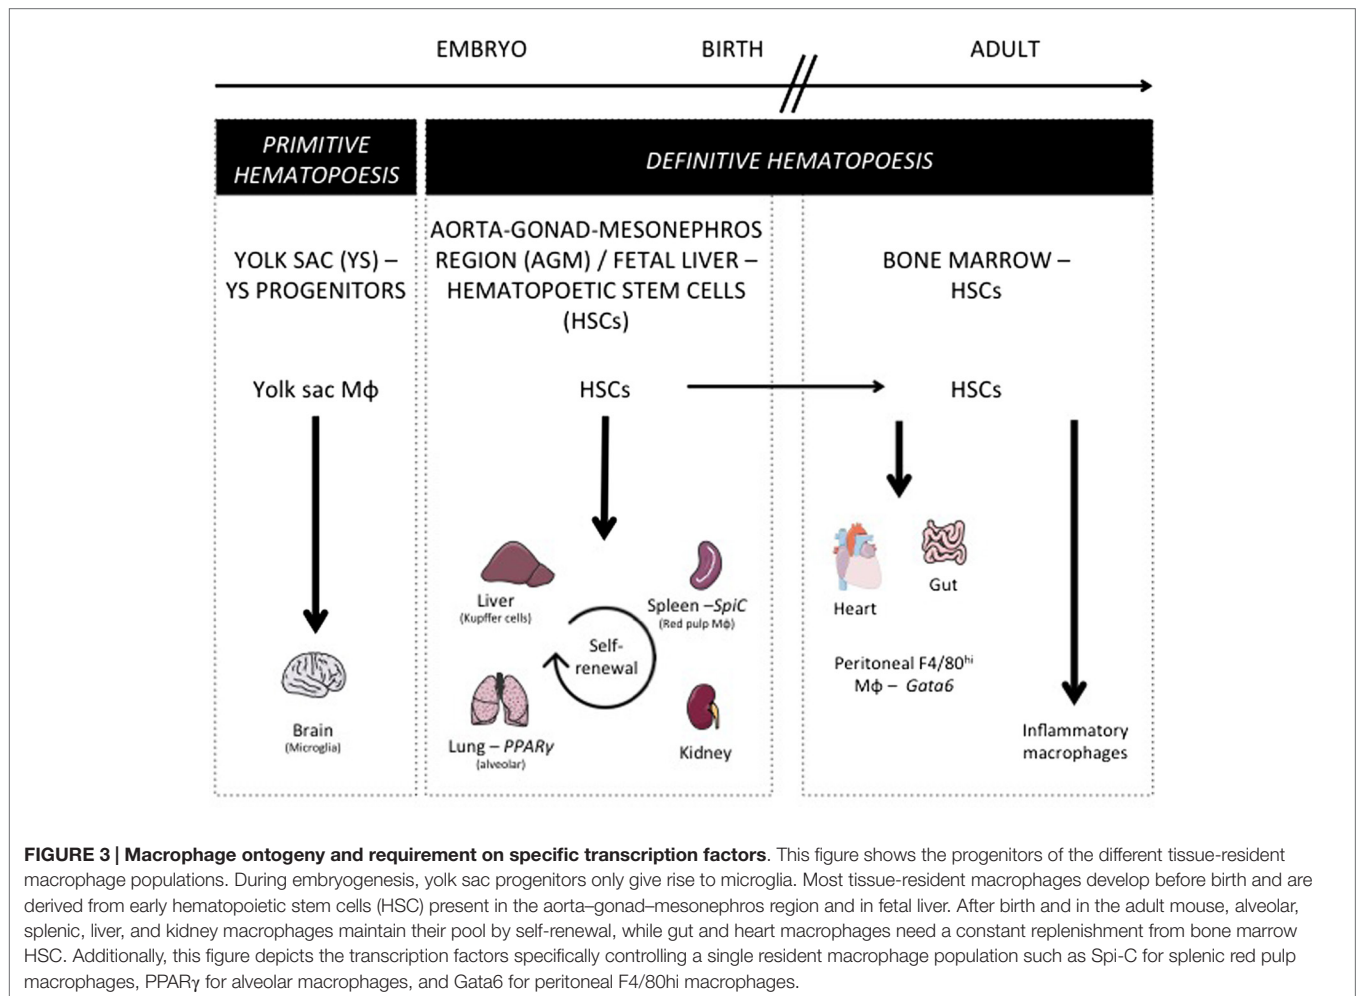 EMBRYO
BIRTH
ADULT
PRIMITIVE
HEMATOPOESIS
DEFINITIVE HEMATOPOESIS
YOLK SAC (YS) –
YS PROGENITORS
AORTA-GONAD-MESONEPHROS
REGION (AGM) / FETAL LIVER –
HEMATOPOETIC STEM CELLS
(HSCs)
BONE MARROW –
HSCs
Yolk sac Mϕ
HSCs
HSCs
Brain
(Microglia)
Liver
(Kupffer cells)
Spleen –SpiC
(Red pulp Mϕ)
Self-
renewal
Lung – PPARγ
(alveolar)
Kidney
Heart
Gut
Peritoneal F4/80hi
Mϕ – Gata6
Inflammatory
macrophages
FIGURE 3 | Macrophage ontogeny and requirement on specific transcription factors. This figure shows the progenitors of the different tissue-resident
macrophage populations. During embryogenesis, yolk sac progenitors only give rise to microglia. Most tissue-resident macrophages develop before birth and are
derived from early hematopoietic stem cells (HSC) present in the aorta–gonad–mesonephros region and in fetal liver. After birth and in the adult mouse, alveolar,
splenic, liver, and kidney macrophages maintain their pool by self-renewal, while gut and heart macrophages need a constant replenishment from bone marrow
HSC. Additionally, this figure depicts the transcription factors specifically controlling a single resident macrophage population such as Spi-C for splenic red pulp
macrophages, PPARγ for alveolar macrophages, and Gata6 for peritoneal F4/80hi macrophages.